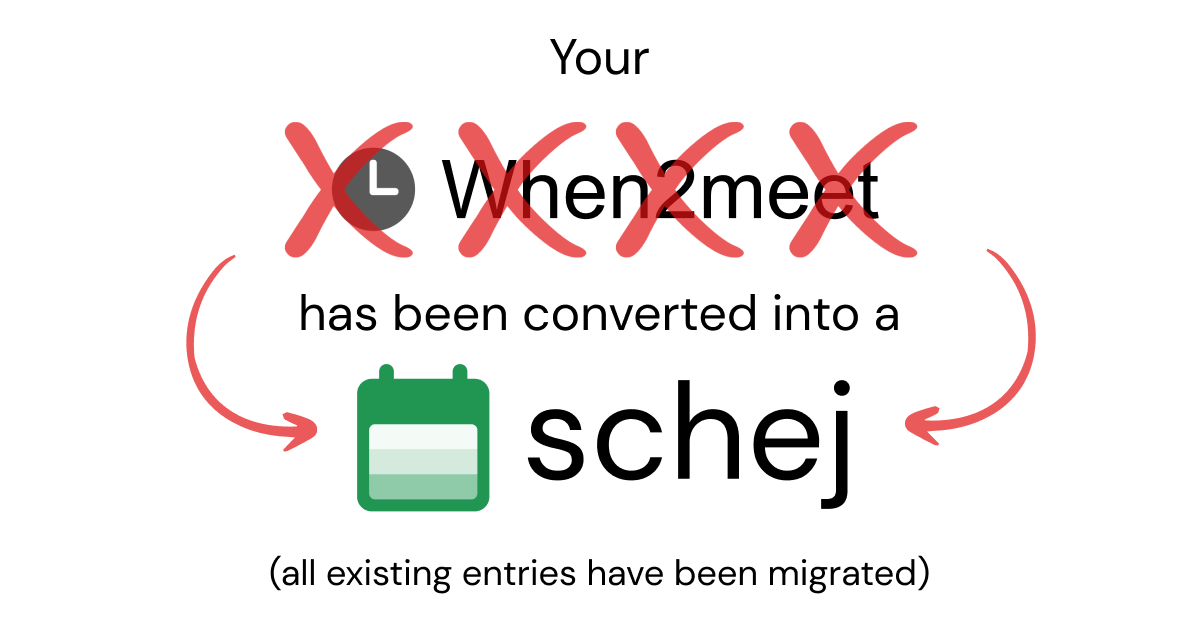 Your
When2meet
has been converted into a
schej
(all existing entries have been migrated)